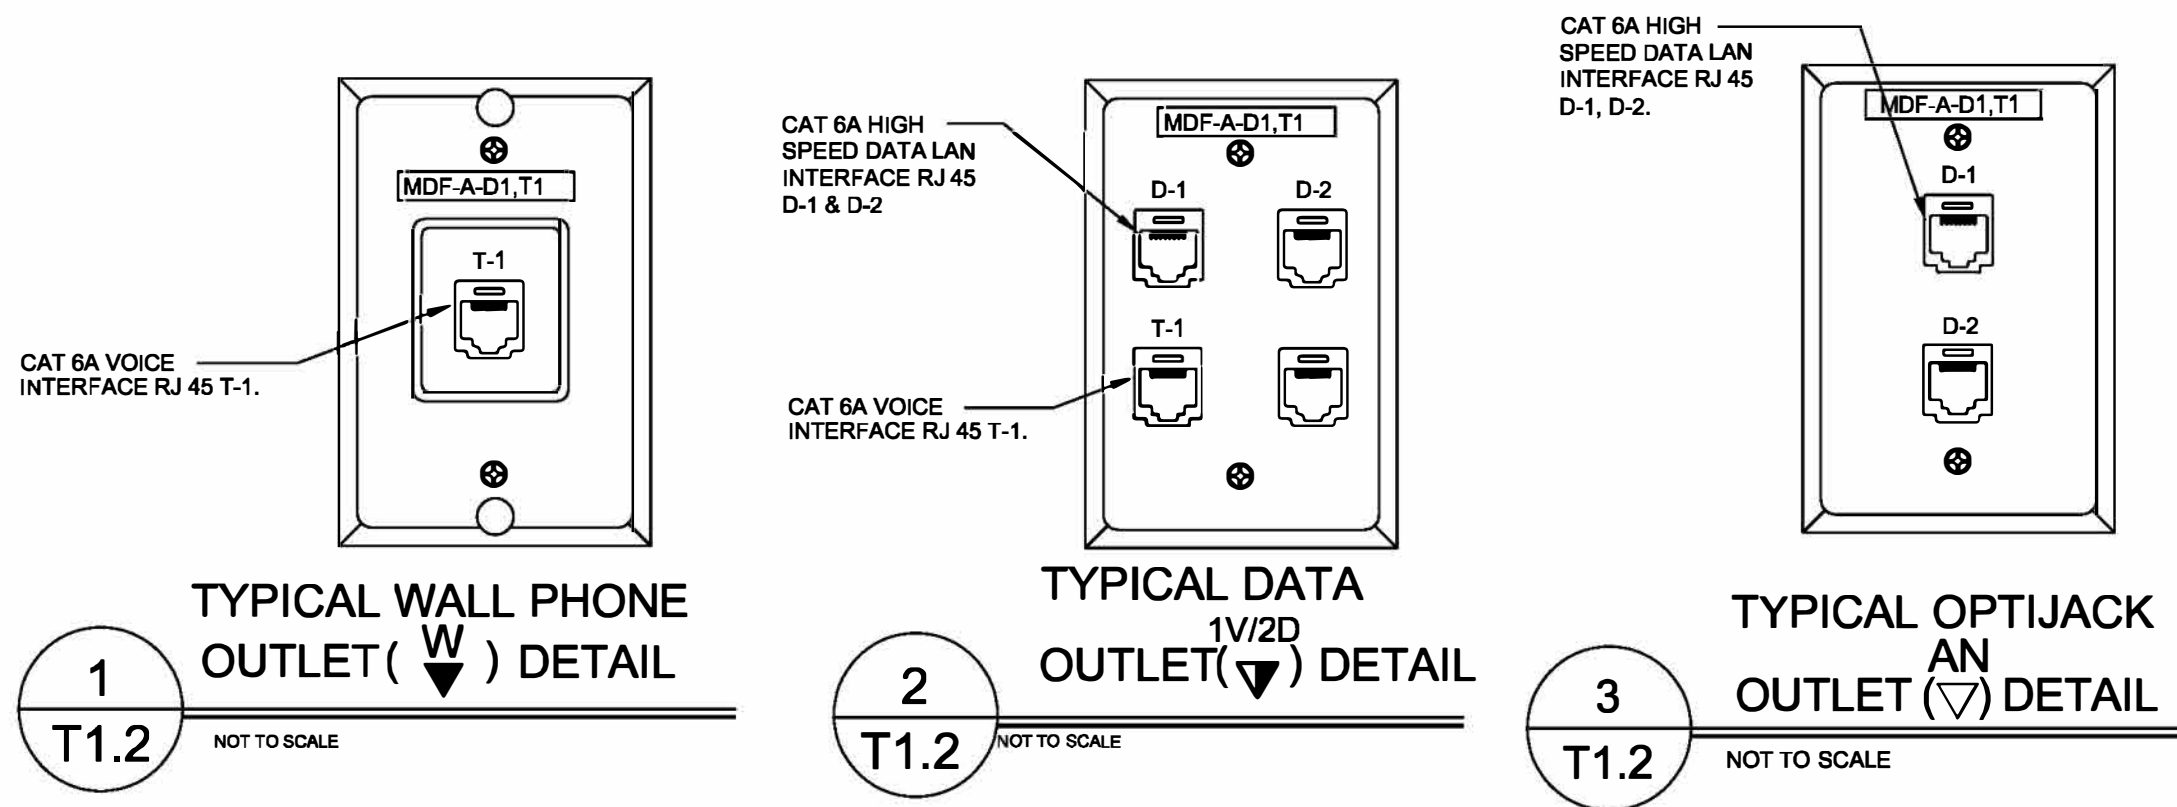 MDF-A-D1,T1
T-1
CAT 6A VOICE
INTERFACE RJ 45 T-1.
TYPICAL WALL PHONE
W
OUTLET ( ) DETAIL
1
T1.2
NOT TO SCALE
CAT 6A HIGH
SPEED DATA LAN
INTERFACE RJ 45
D-1 & D-2
MDF-A-D1,T1
D-1 D-2
T-1
CAT 6A VOICE
INTERFACE RJ 45 T-1.
TYPICAL DATA
1V/2D
OUTLET( ) DETAIL
2
T1.2
NOT TO SCALE
CAT 6A HIGH
SPEED DATA LAN
INTERFACE RJ 45
D-1, D-2.
MDF-A-D1,T1
D-1
D-2
TYPICAL OPTIJACK
AN
OUTLET ( ) DETAIL
3
T1.2
NOT TO SCALE